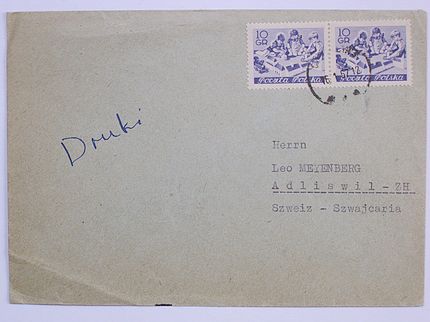 10 GR
Poczta Polska
10 GR
Poczta Polska
Druki
Herrn
Leo MEYENBERG
Adliswil-ZH
Szweiz - Szwajcaria